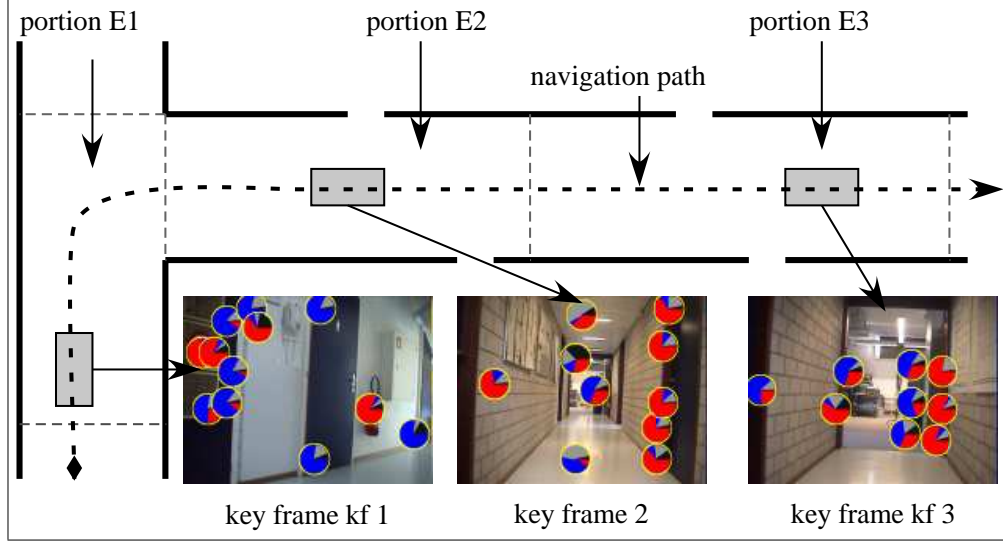 portion E1
portion E2
portion E3
navigation path
key frame kf 1
key frame 2
key frame kf 3